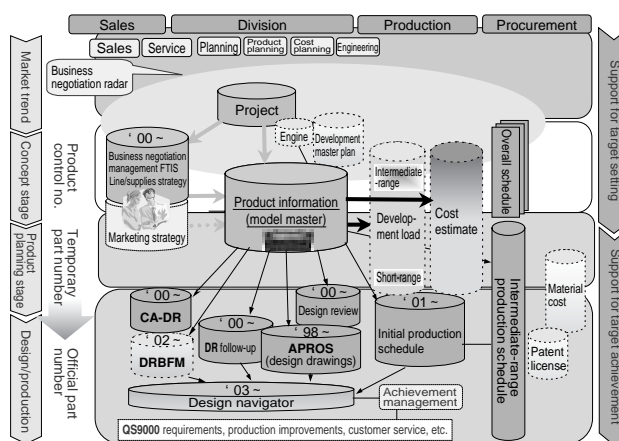 Sales
Division
Production
Procurement
Sales
Service
Planning
Product
planning
Cost
planning
Engineering
Business
negotiation radar
Market trend
Concept stage
Product
planning stage
Design/production
Product
control no.
Temporary
part number
Official part
number
Support for target setting
Support for target achievement
Project
Engine
Development
master plan
‘ 00 ~
Business negotiation
management FTIS
Line/supplies strategy
Marketing strategy
Product information
(model master)
Intermediate-
range
Develop-
ment
load
Short-range
Cost
estimate
Overall schedule
Intermediate-range
production schedule
Material
cost
Patent
license
‘ 00 ~
CA-DR
‘ 02 ~
DRBFM
‘ 00 ~
DR follow-up
‘ 00 ~
Design review
‘ 98 ~
APROS
(design drawings)
‘ 01 ~
Initial production
schedule
‘ 03 ~
Design navigator
Achievement
management
QS9000 requirements, production improvements, customer service, etc.